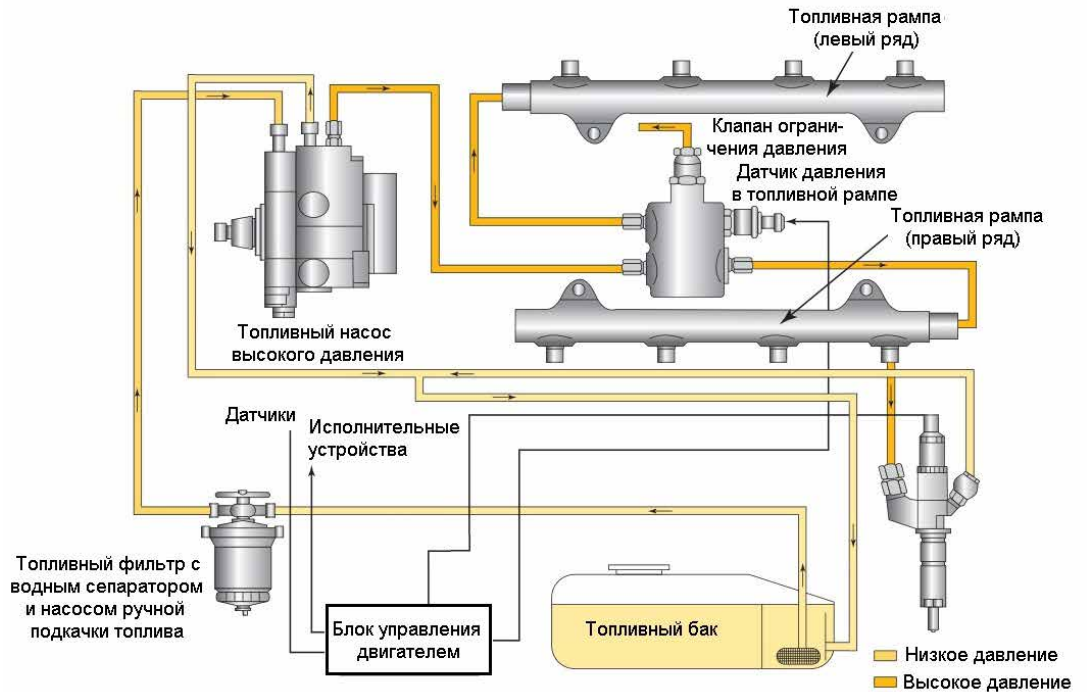 Топливная рампа
(левый ряд)
Клапан ограни-
чения давления
Датчик давления
в топливной рампе
Топливная рампа
(правый ряд)
Топливный насос
высокого давления
Датчики
Исполнительные
устройства
Топливный фильтр с
водным сепаратором
и насосом ручной
подкачки топлива
Блок управления
двигателем
Топливный бак
Низкое давление
Высокое давление